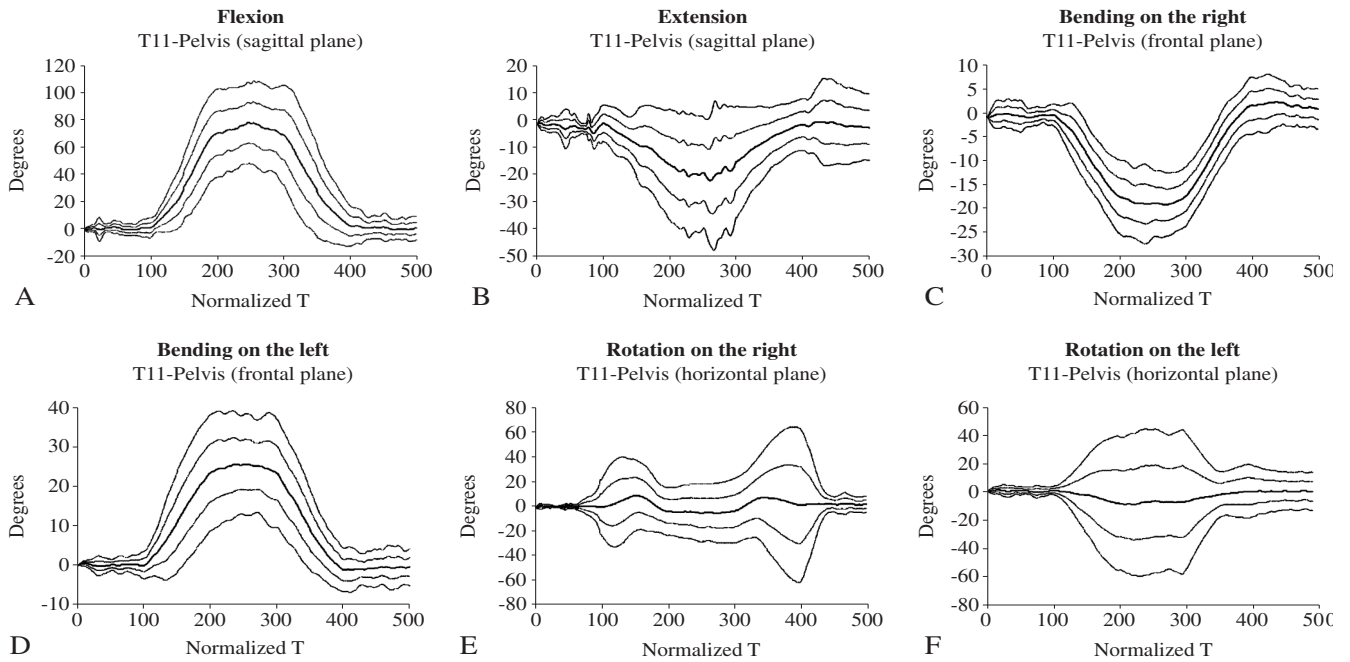 Flexion
T11-Pelvis (sagittal plane)
Degrees
120
100
80
60
40
20
0
-20
0 100 200 300 400 500
Normalized T
A
Extension
T11-Pelvis (sagittal plane)
Degrees
20
10
0
-10
-20
-30
-40
-50
0 100 200 300 400 500
Normalized T
B
Bending on the right
T11-Pelvis (frontal plane)
Degrees
10
5
0
-5
-10
-15
-20
-25
-30
0 100 200 300 400 500
Normalized T
C
Bending on the left
T11-Pelvis (frontal plane)
Degrees
40
30
20
10
0
-10
0 100 200 300 400 500
Normalized T
D
Rotation on the right
T11-Pelvis (horizontal plane)
Degrees
80
60
40
20
0
-20
-40
-60
-80
0 100 200 300 400 500
Normalized T
E
Rotation on the left
T11-Pelvis (horizontal plane)
Degrees
60
40
20
0
-20
-40
-60
-80
0 100 200 300 400 500
Normalized T
F